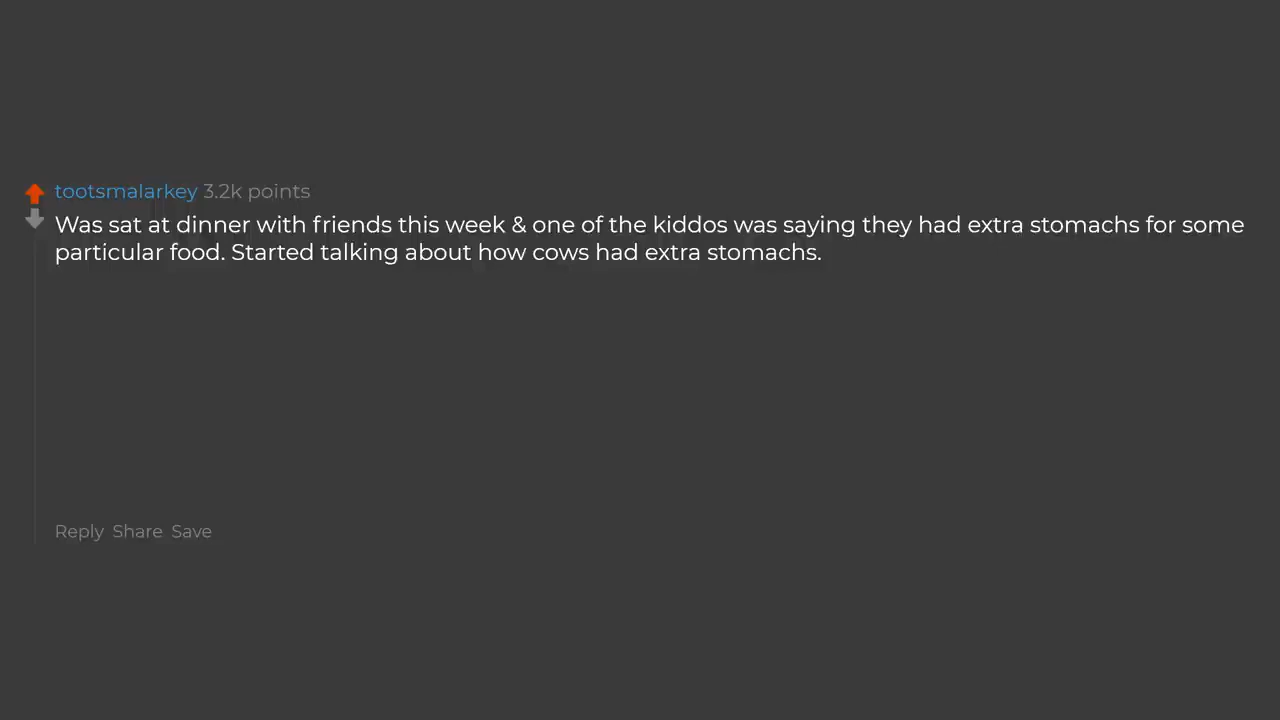 tootsmalarkey 3.2k points
Was sat at dinner with friends this week & one of the kiddos was saying they had extra stomachs for some
particular food. Started talking about how cows had extra stomachs.
Reply Share Save